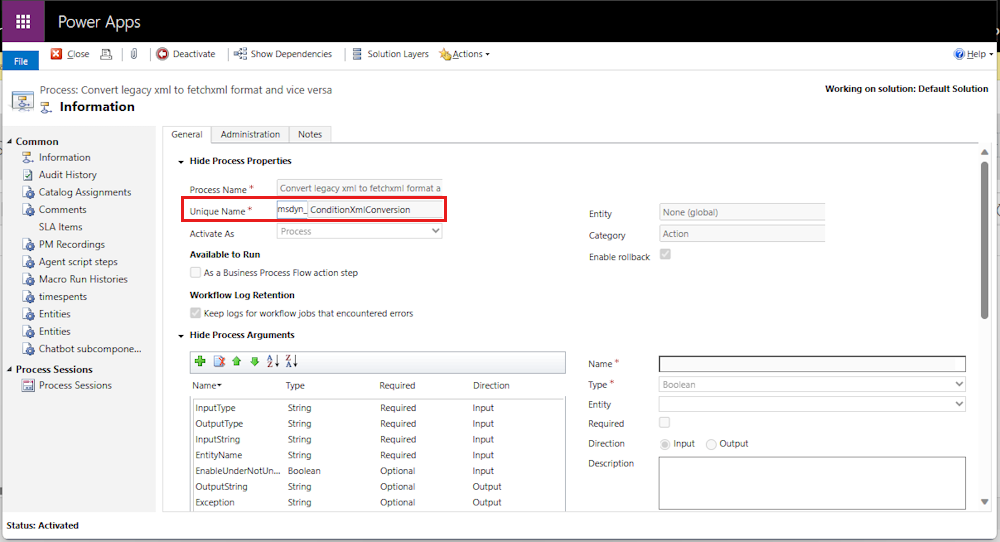 Power Apps
File
Close
Deactivate
Show Dependencies
Solution Layers
Actions
Help
Process: Convert legacy xml to fetchxml format and vice versa
Information
Working on solution: Default Solution
Common
Information
Audit History
Catalog Assignments
Comments
SLA Items
PM Recordings
Agent script steps
Macro Run Histories
timespents
Entities
Entities
Chatbot subcompone...
Process Sessions
Process Sessions
General Administration Notes
Hide Process Properties
Process Name * Convert legacy xml to fetchxml format a
Unique Name * msdyn_ ConditionXmlConversion
Activate As Process
Entity None (global)
Category Action
Enable rollback
Available to Run
As a Business Process Flow action step
Workflow Log Retention
Keep logs for workflow jobs that encountered errors
Hide Process Arguments
A Z Z A
Name Type Required Direction
InputType String Required Input
OutputType String Required Input
InputString String Required Input
EntityName String Required Input
EnableUnderNotUn... Boolean Optional Input
OutputString String Optional Output
Exception String Optional Output
Name *
Type * Boolean
Entity
Required
Direction Input Output
Description
Status: Activated